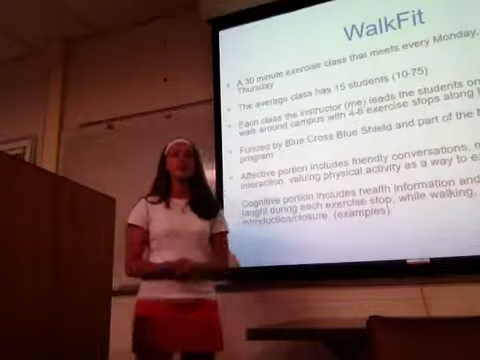 WalkFit
A 30 minute exercise class that meets every Monday,
Thursday
The average class has 15 students (10-75)
Each class the instructor (me) leads the students on
walk around campus with 4-6 exercise stops along
Funded by Blue Cross Blue Shield and part of the
program
Affective portion includes friendly conversations,
interaction, valuing physical activity as a way to
Cognitive portion includes health information and
taught during each exercise stop, while walking,
introduction/closure. (examples)